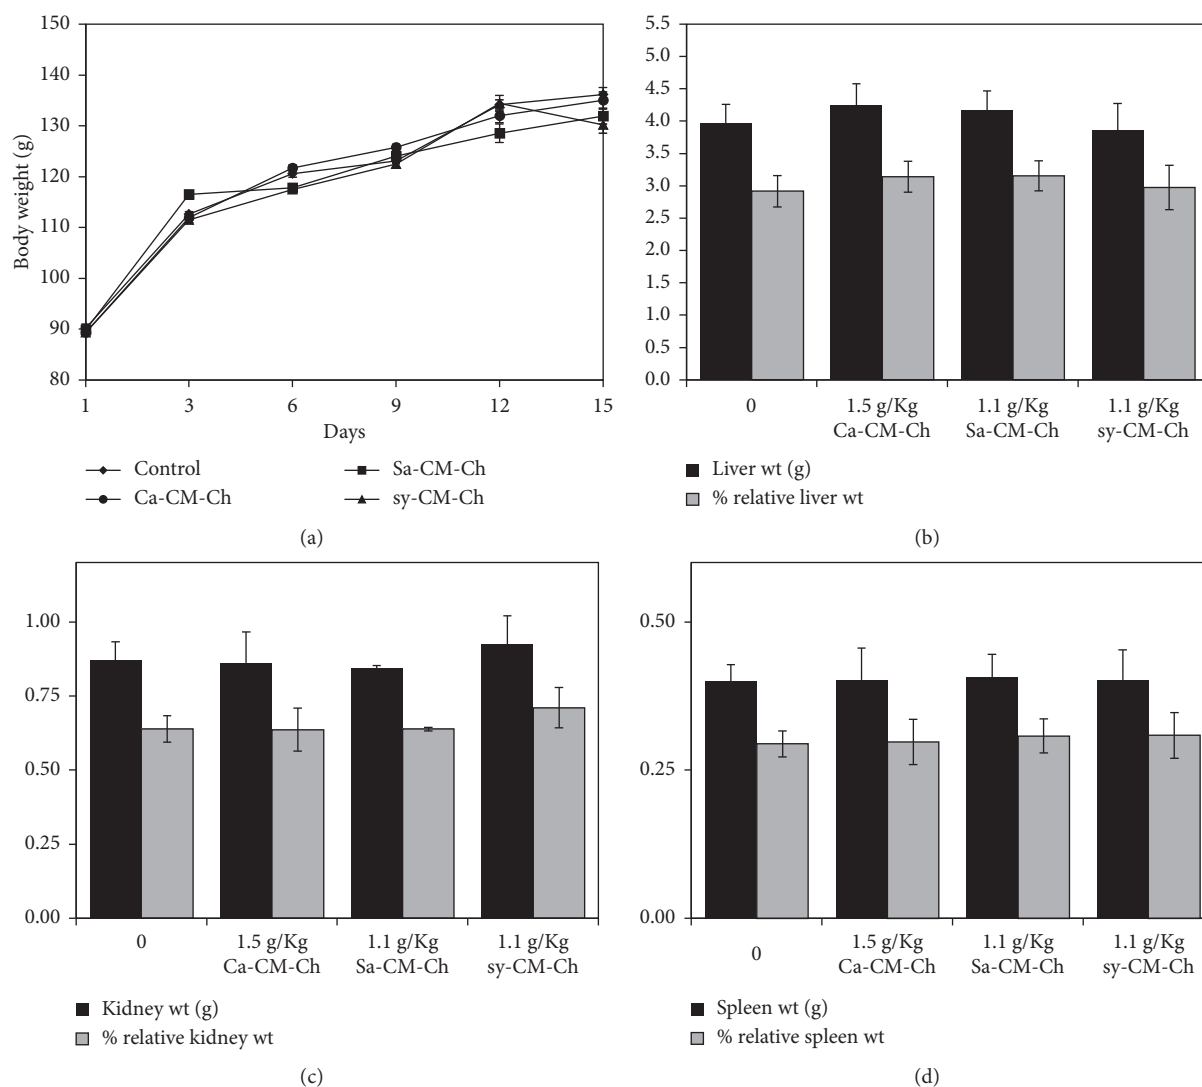 150
140
130
120
110
100
90
80
Body weight (g)
1 3 6 9 12 15
Days
Control
Ca-CM-Ch
Sa-CM-Ch
sy-CM-Ch
(a)
5.5
5.0
4.5
4.0
3.5
3.0
2.5
2.0
1.5
1.0
0.5
0.0
0
1.5 g/Kg
Ca-CM-Ch
1.1 g/Kg
Sa-CM-Ch
1.1 g/Kg
sy-CM-Ch
Liver wt (g)
% relative liver wt
(b)
1.00
0.75
0.50
0.25
0.00
0
1.5 g/Kg
Ca-CM-Ch
1.1 g/Kg
Sa-CM-Ch
1.1 g/Kg
sy-CM-Ch
Kidney wt (g)
% relative kidney wt
(c)
0.50
0.25
0.00
0
1.5 g/Kg
Ca-CM-Ch
1.1 g/Kg
Sa-CM-Ch
1.1 g/Kg
sy-CM-Ch
Spleen wt (g)
% relative spleen wt
(d)